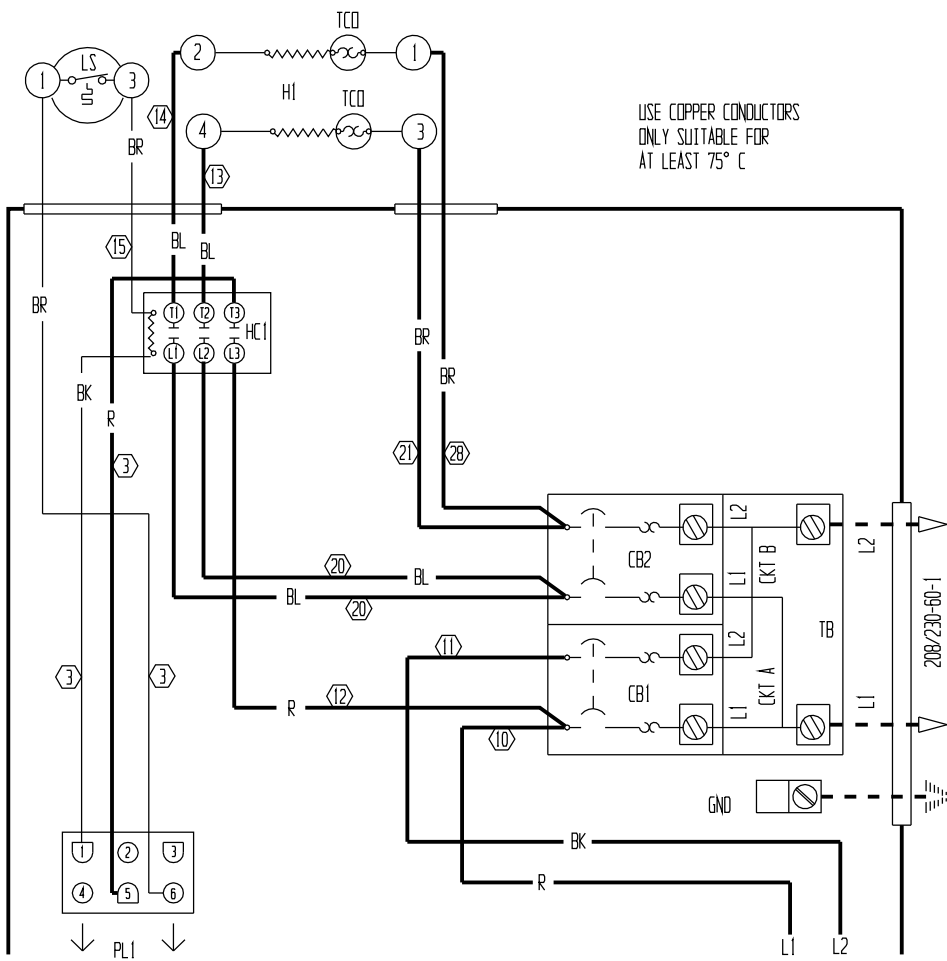 TCO
2
1
LS
1
3
H1
TCO
14
4
3
USE COPPER CONDUCTORS
ONLY SUITABLE FOR
AT LEAST 75° C
BR
13
15
BL
BL
BR
T1 T2 T3
HC1
L1 L2 L3
BR
BR
BK
R
3
21
28
L2
CB2
CKT B
L1
L2
20
BL
BL
20
TB
208/230-60-1
11
L2
3
3
CB1
CKT A
L1
L1
R
12
10
GND
BK
1 2 3
4 5 6
R
PL1
L1
L2